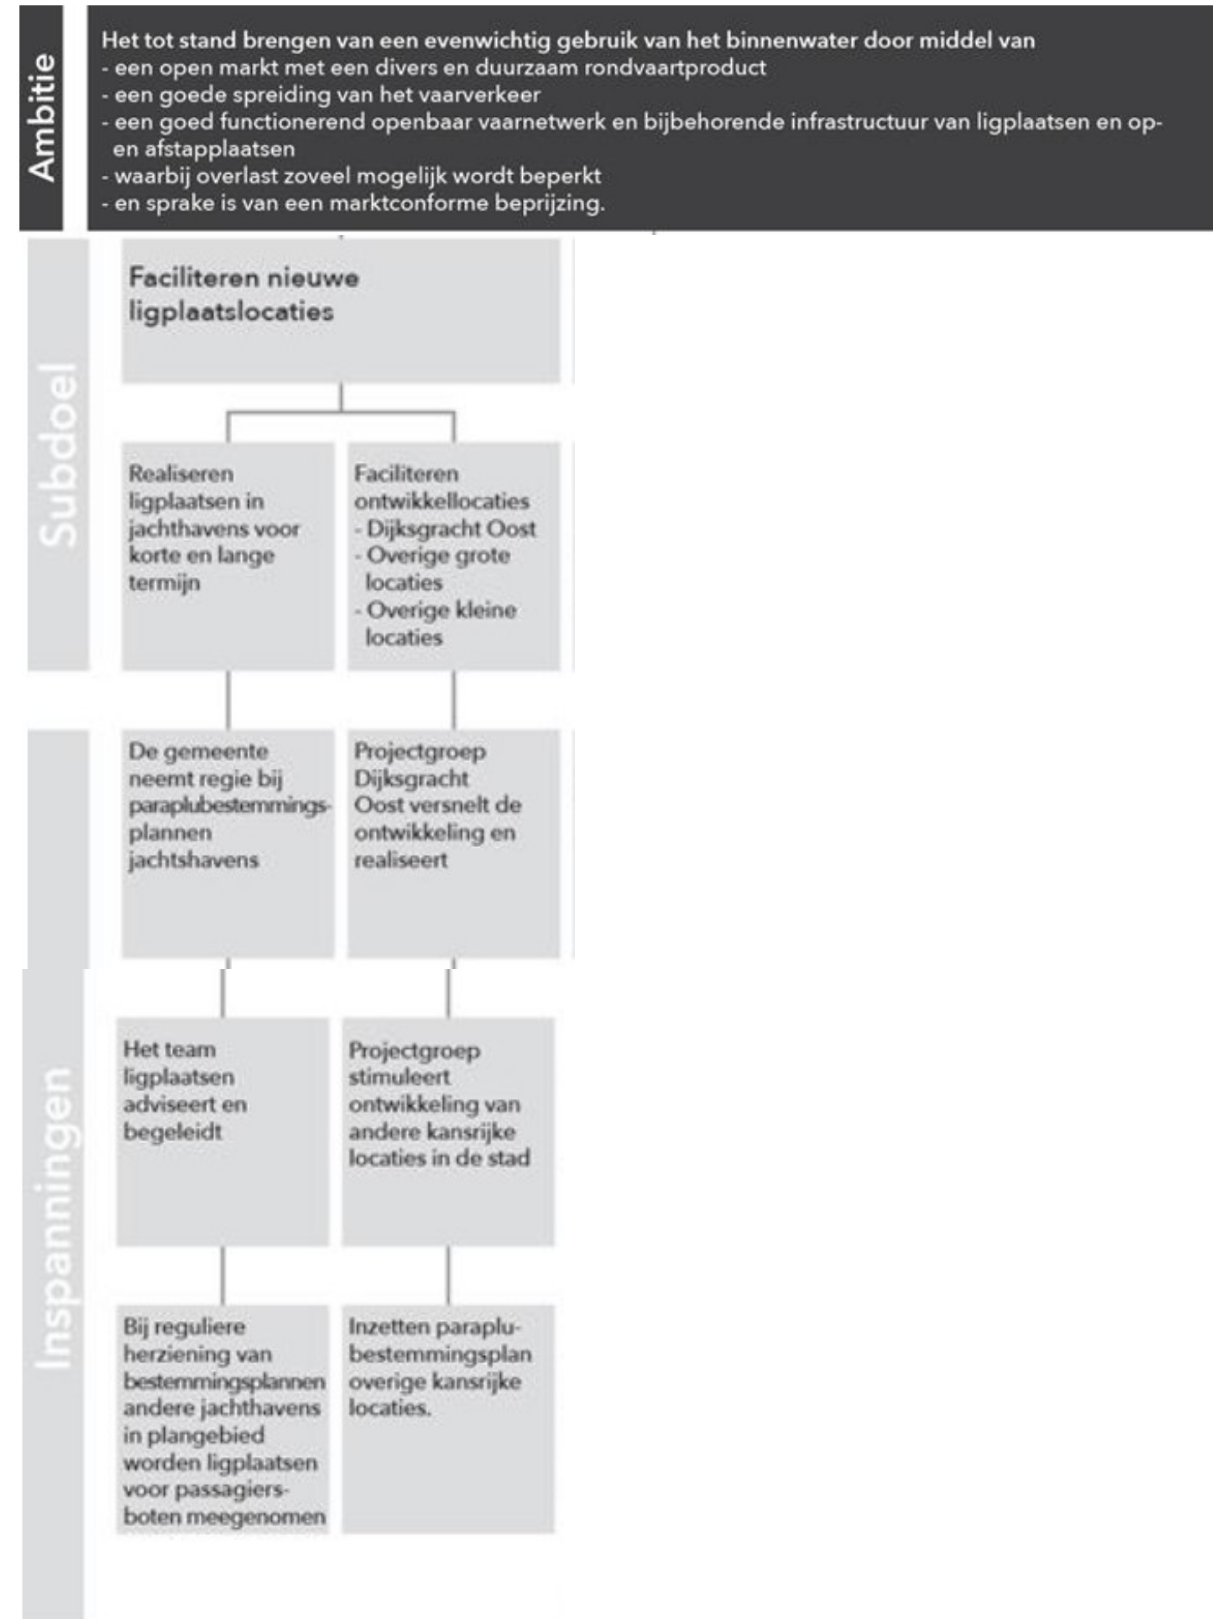 Ambitie
Het tot stand brengen van een evenwichtig gebruik van het binnenwater door middel van
- een open markt met een divers en duurzaam rondvaartproduct
- een goede spreiding van het vaarverkeer
- een goed functionerend openbaar vaarnetwerk en bijbehorende infrastructuur van ligplaatsen en op-
en afstapplaatsen
- waarbij overlast zoveel mogelijk wordt beperkt
- en sprake is van een marktconforme beprijzing.
Subdoel
Faciliteren nieuwe
ligplaatslocaties
Realiseren
ligplaatsen in
jachthavens voor
korte en lange
termijn
Faciliteren
ontwikkellocaties
- Dijksgracht Oost
- Overige grote
locaties
- Overige kleine
locaties
Inspanningen
De gemeente
neemt regie bij
paraplubestemmings-
plannen
jachtshavens
Projectgroep
Dijksgracht
Oost versnelt de
ontwikkeling en
realiseert
Het team
ligplaatsen
adviseert en
begeleidt
Projectgroep
stimuleert
ontwikkeling van
andere kansrijke
locaties in de stad
Bij reguliere
herziening van
bestemmingsplannen
andere jachthavens
in plangebied
worden ligplaatsen
voor passagiers-
boten meegenomen
Inzetten paraplu-
bestemmingsplan
overige kansrijke
locaties.